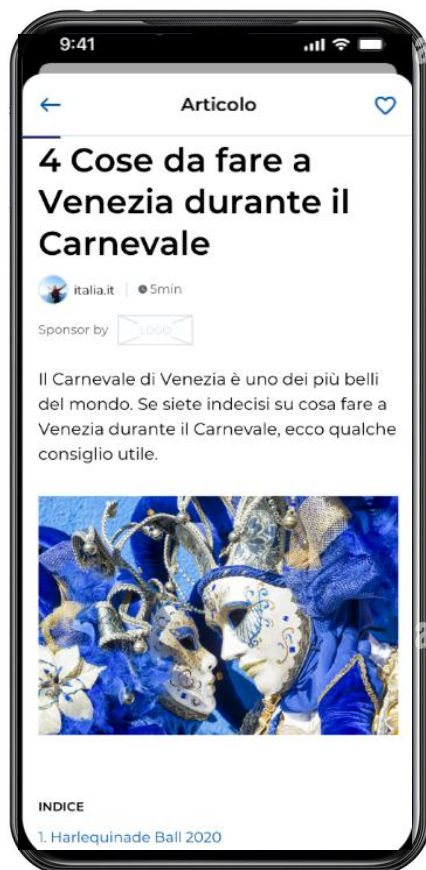 9:41
Articolo
4 Cose da fare a
Venezia durante il
Carnevale
italia.it
5min
Sponsor by
LOGO
Il Carnevale di Venezia è uno dei più belli
del mondo. Se siete indecisi su cosa fare a
Venezia durante il Carnevale, ecco qualche
consiglio utile.
INDICE
1. Harlequinade Ball 2020